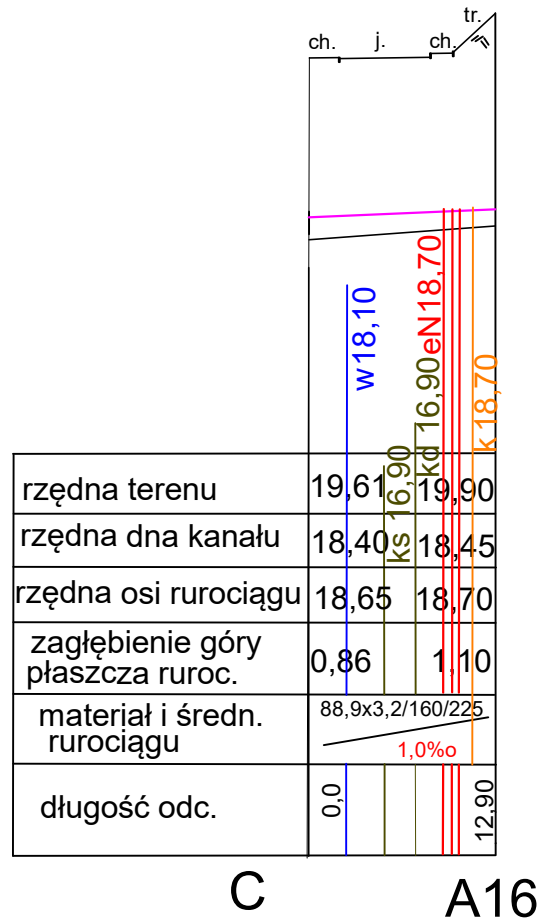 tr.
ch. j. ch.
w18,10
ks 16,90
kd 16,90
eN18,70
k 18,70
rzędna terenu 19,61 19,90
rzędna dna kanału 18,40 18,45
rzędna osi rurociągu 18,65 18,70
zagłębienie góry
płaszcza ruroc. 0,86 1,10
materiał i średn.
rurociągu
88,9x3,2/160/225
1,0%o
długość odc. 0,0 12,90
C A16